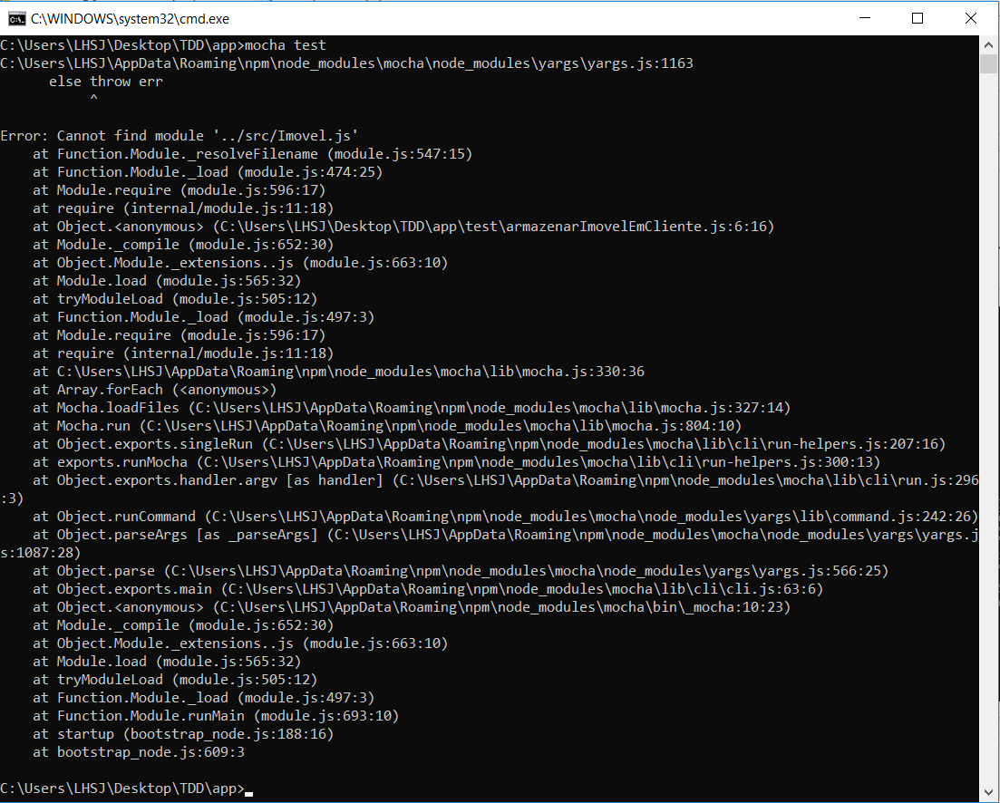 C:\WINDOWS\system32\cmd.exe
C:\Users\LHSJ\Desktop\TDD\app>mocha test
C:\Users\LHSJ\AppData\Roaming\npm\node_modules\mocha\node_modules\yargs\yargs.js:1163
      else throw err
           ^
Error: Cannot find module '../src/Imovel.js'
    at Function.Module._resolveFilename (module.js:547:15)
    at Function.Module._load (module.js:474:25)
    at Module.require (module.js:596:17)
    at require (internal/module.js:11:18)
    at Object.<anonymous> (C:\Users\LHSJ\Desktop\TDD\app\test\armazenarImovelEmCliente.js:6:16)
    at Module._compile (module.js:652:30)
    at Object.Module._extensions..js (module.js:663:10)
    at Module.load (module.js:565:32)
    at tryModuleLoad (module.js:505:12)
    at Function.Module._load (module.js:497:3)
    at Module.require (module.js:596:17)
    at require (internal/module.js:11:18)
    at C:\Users\LHSJ\AppData\Roaming\npm\node_modules\mocha\lib\mocha.js:330:36
    at Array.forEach (<anonymous>)
    at Mocha.loadFiles (C:\Users\LHSJ\AppData\Roaming\npm\node_modules\mocha\lib\mocha.js:327:14)
    at Mocha.run (C:\Users\LHSJ\AppData\Roaming\npm\node_modules\mocha\lib\mocha.js:804:10)
    at Object.exports.singleRun (C:\Users\LHSJ\AppData\Roaming\npm\node_modules\mocha\lib\cli\run-helpers.js:207:16)
    at exports.runMocha (C:\Users\LHSJ\AppData\Roaming\npm\node_modules\mocha\lib\cli\run-helpers.js:300:13)
    at Object.exports.handler.argv [as handler] (C:\Users\LHSJ\AppData\Roaming\npm\node_modules\mocha\lib\cli\run.js:296
:3)
    at Object.runCommand (C:\Users\LHSJ\AppData\Roaming\npm\node_modules\mocha\node_modules\yargs\lib\command.js:242:26)
    at Object.parseArgs [as _parseArgs] (C:\Users\LHSJ\AppData\Roaming\npm\node_modules\mocha\node_modules\yargs\yargs.j
s:1087:28)
    at Object.parse (C:\Users\LHSJ\AppData\Roaming\npm\node_modules\mocha\node_modules\yargs\yargs.js:566:25)
    at Object.exports.main (C:\Users\LHSJ\AppData\Roaming\npm\node_modules\mocha\lib\cli\cli.js:63:6)
    at Object.<anonymous> (C:\Users\LHSJ\AppData\Roaming\npm\node_modules\mocha\bin\_mocha:10:23)
    at Module._compile (module.js:652:30)
    at Object.Module._extensions..js (module.js:663:10)
    at Module.load (module.js:565:32)
    at tryModuleLoad (module.js:505:12)
    at Function.Module._load (module.js:497:3)
    at Function.Module.runMain (module.js:693:10)
    at startup (bootstrap_node.js:188:16)
    at bootstrap_node.js:609:3
C:\Users\LHSJ\Desktop\TDD\app>